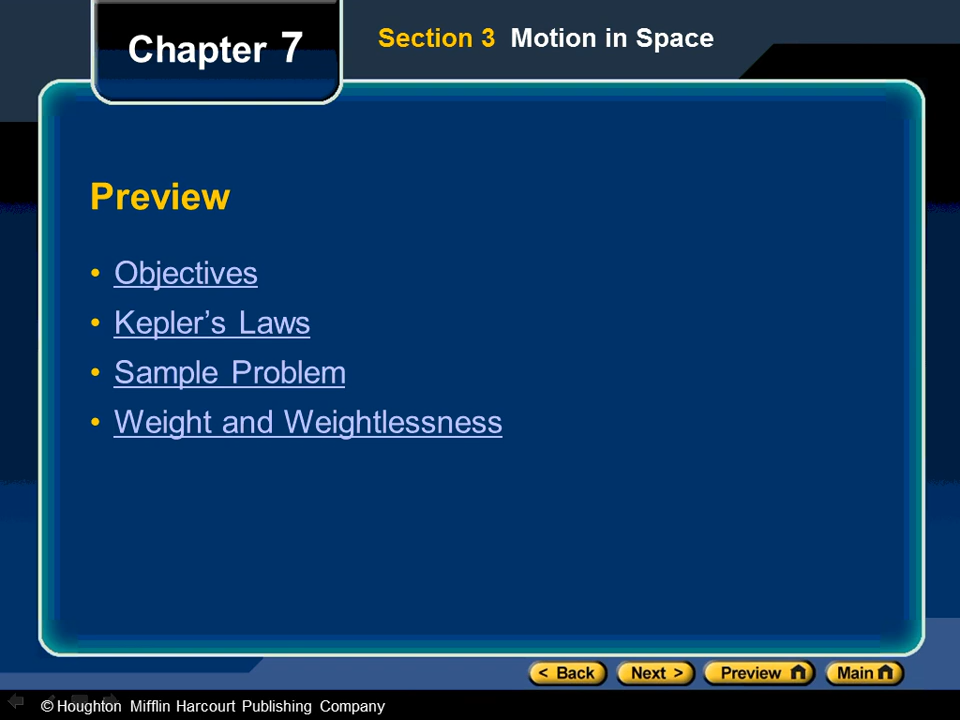 Chapter 7
Section 3 Motion in Space
Preview
• Objectives
• Kepler’s Laws
• Sample Problem
• Weight and Weightlessness
< Back
Next >
Preview
Main
© Houghton Mifflin Harcourt Publishing Company